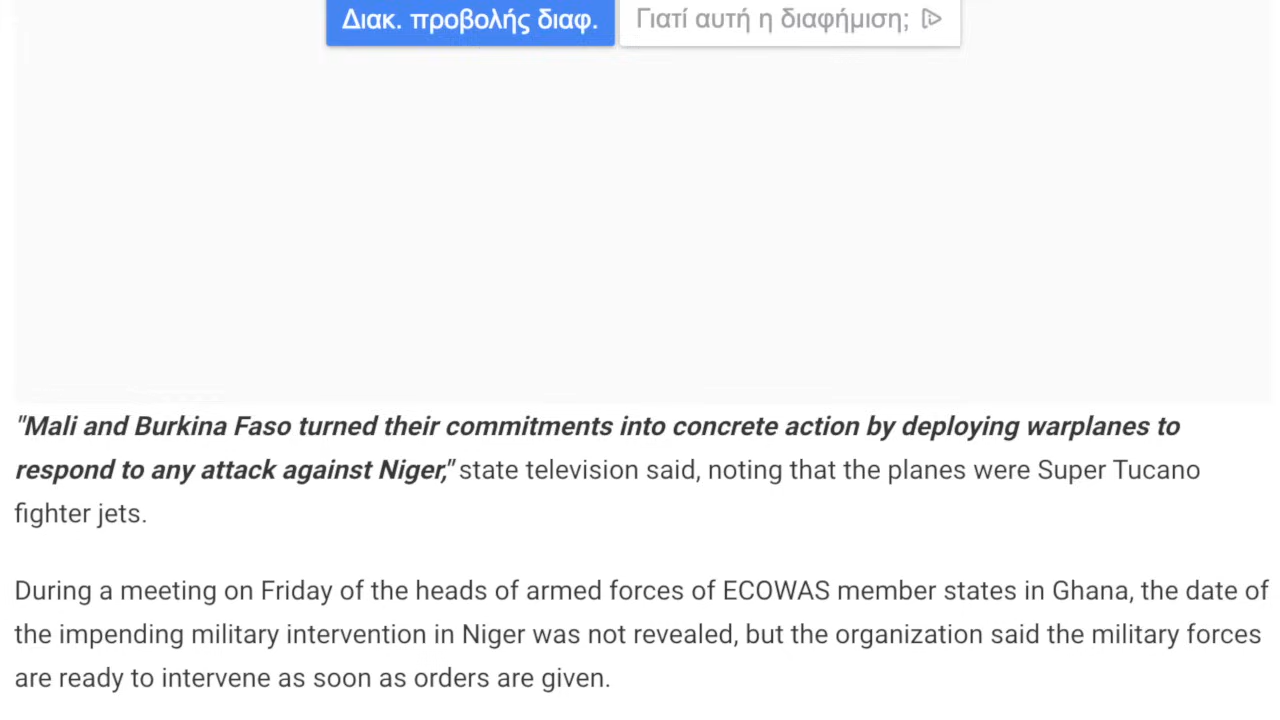 Διακ. προβολής διαφ.
Γιατί αυτή η διαφήμιση;
"Mali and Burkina Faso turned their commitments into concrete action by deploying warplanes to
respond to any attack against Niger," state television said, noting that the planes were Super Tucano
fighter jets.
During a meeting on Friday of the heads of armed forces of ECOWAS member states in Ghana, the date of
the impending military intervention in Niger was not revealed, but the organization said the military forces
are ready to intervene as soon as orders are given.